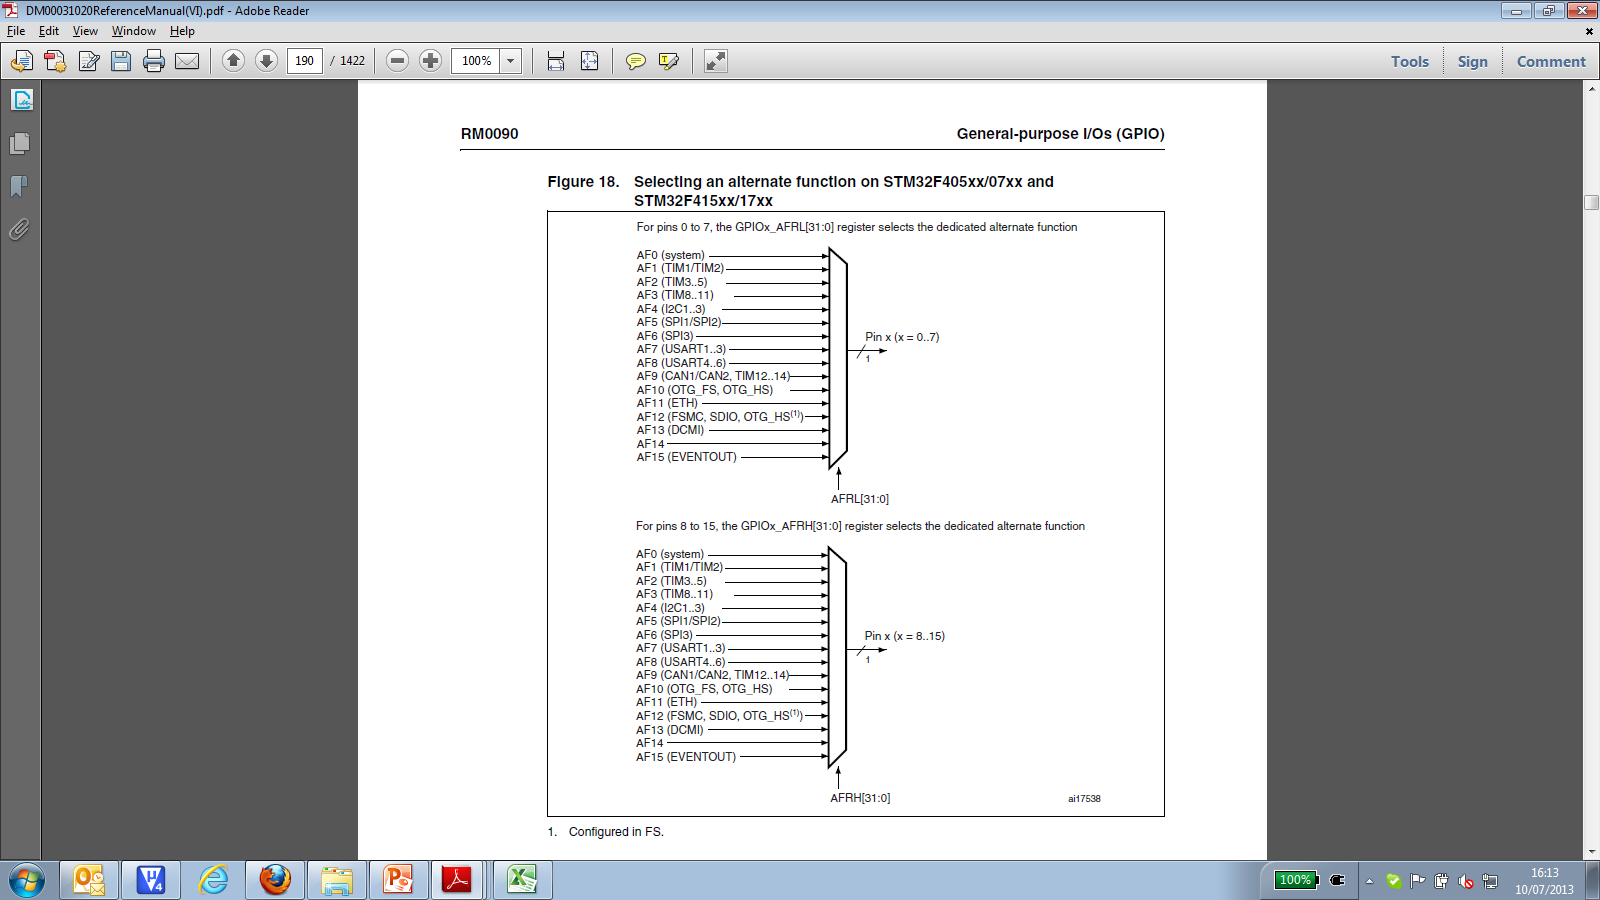 DM00031020ReferenceManual(VI).pdf - Adobe Reader
File Edit View Window Help
190 / 1422 100% Tools Sign Comment
RM0090 General-purpose I/Os (GPIO)
Figure 18. Selecting an alternate function on STM32F405xx/07xx and
STM32F415xx/17xx
For pins 0 to 7, the GPIOx_AFRL[31:0] register selects the dedicated alternate function
AF0 (system)
AF1 (TIM1/TIM2)
AF2 (TIM3..5)
AF3 (TIM8..11)
AF4 (I2C1..3)
AF5 (SPI1/SPI2)
AF6 (SPI3)
AF7 (USART1..3)
AF8 (USART4..6)
AF9 (CAN1/CAN2, TIM12..14)
AF10 (OTG_FS, OTG_HS)
AF11 (ETH)
AF12 (FSMC, SDIO, OTG_HS(1))
AF13 (DCMI)
AF14
AF15 (EVENTOUT)
Pin x (x = 0..7)
1
AFRL[31:0]
For pins 8 to 15, the GPIOx_AFRH[31:0] register selects the dedicated alternate function
AF0 (system)
AF1 (TIM1/TIM2)
AF2 (TIM3..5)
AF3 (TIM8..11)
AF4 (I2C1..3)
AF5 (SPI1/SPI2)
AF6 (SPI3)
AF7 (USART1..3)
AF8 (USART4..6)
AF9 (CAN1/CAN2, TIM12..14)
AF10 (OTG_FS, OTG_HS)
AF11 (ETH)
AF12 (FSMC, SDIO, OTG_HS(1))
AF13 (DCMI)
AF14
AF15 (EVENTOUT)
Pin x (x = 8..15)
1
AFRH[31:0]
ai17538
1. Configured in FS.
100%
16:13
10/07/2013